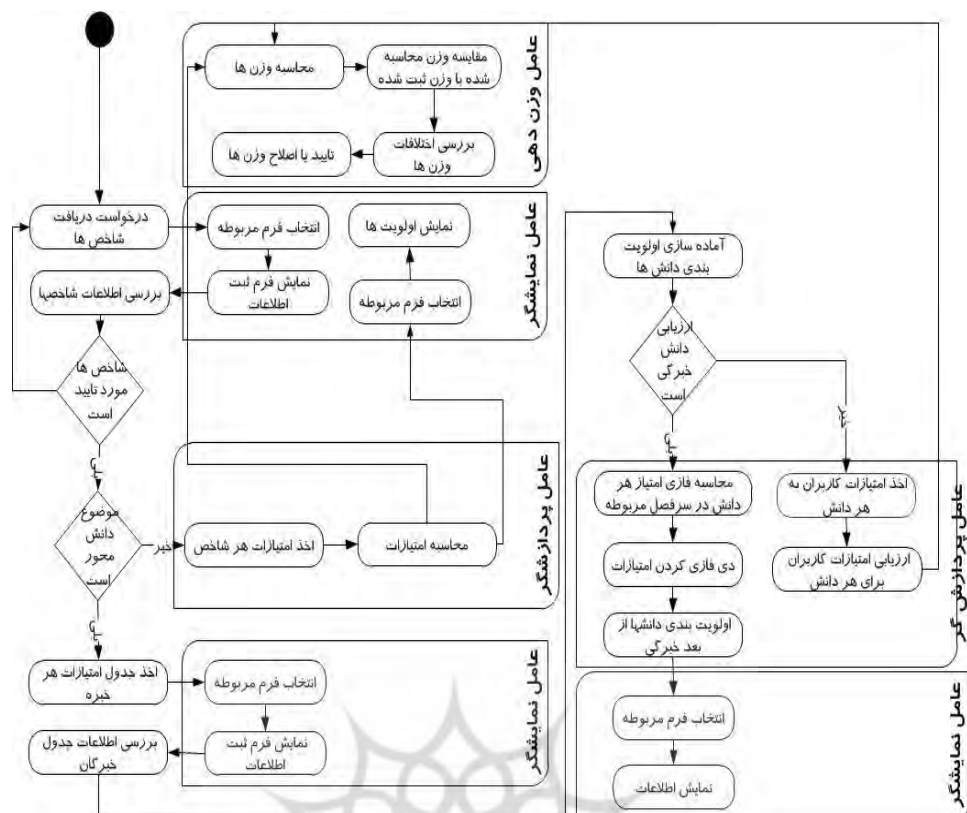 عامل وزن دهی
محاسبه وزن ها
مقایسه وزن محاسبه
شده با وزن ثبت شده
بررسی اختلافات
وزن ها
تایید یا اصلاح وزن ها
درخواست دریافت
شاخص ها
عامل نمایشگر
انتخاب فرم مربوطه
نمایش فرم ثبت
اطلاعات
نمایش اولویت ها
انتخاب فرم مربوطه
بررسی اطلاعات شاخصها
شاخص ها
مورد تایید
است
بلی
موضوع
دانش
محور
است
خیر
بلی
عامل پردازشگر
اخذ امتیازات هر شاخص
محاسبه امتیازات
اخذ جدول امتیازات هر
خبره
عامل نمایشگر
انتخاب فرم مربوطه
نمایش فرم ثبت
اطلاعات
بررسی اطلاعات جدول
خبرگان
آماده سازی اولویت
بندی دانش ها
ارزیابی
دانش
خبرگی
است
خیر
بلی
عامل پردازش گر
محاسبه فازی امتیاز هر
دانش در سرفصل مربوطه
دی فازی کردن امتیازات
اولویت بندی دانشها از
بعد خبرگی
اخذ امتیازات کاربران به
هر دانش
ارزیابی امتیازات کاربران
برای هر دانش
عامل نمایشگر
انتخاب فرم مربوطه
نمایش اطلاعات